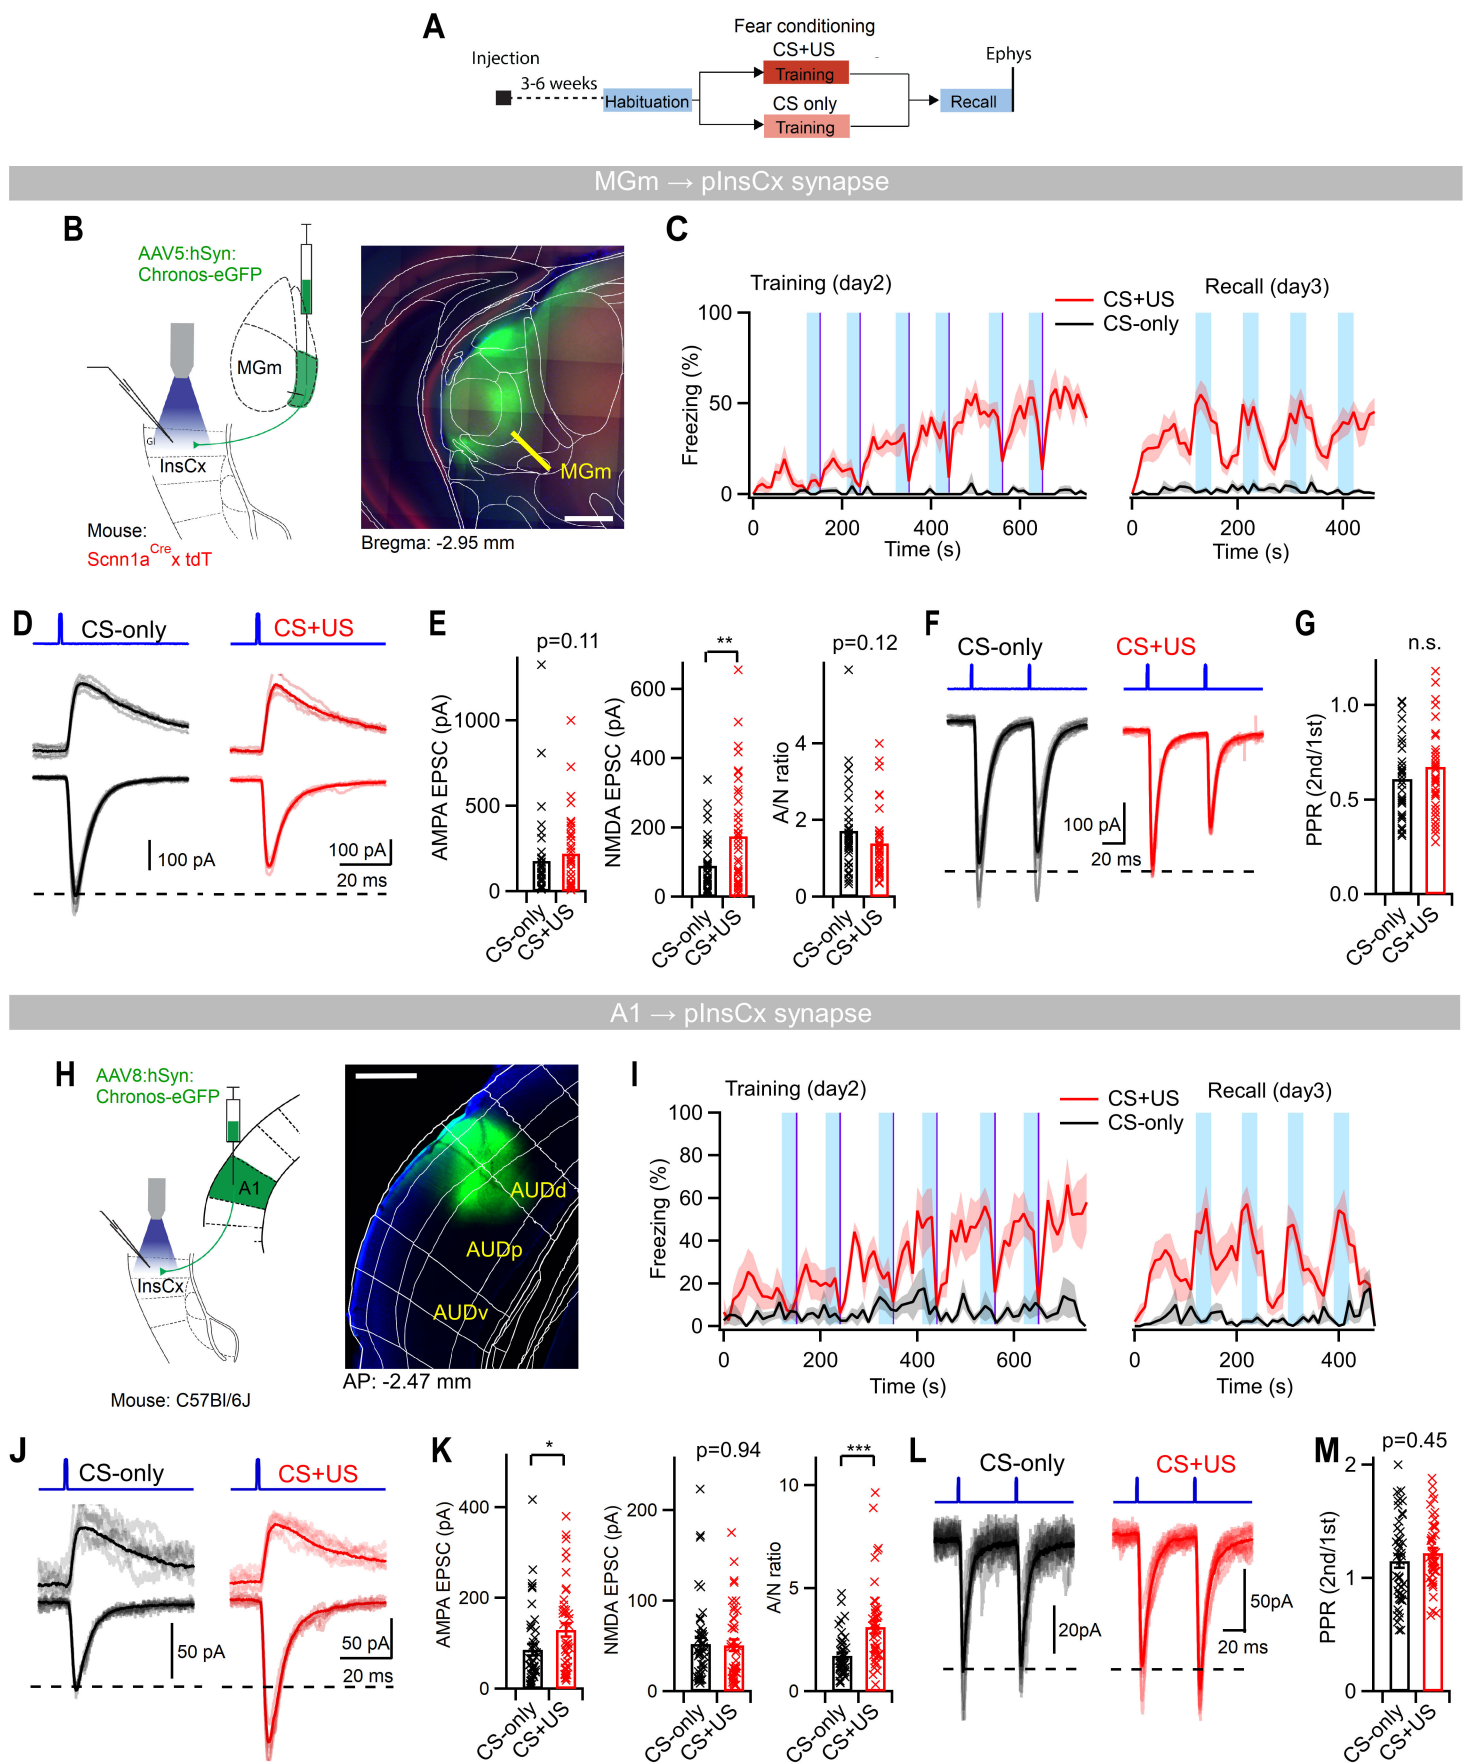 A
Fear conditioning
CS+US
Injection
Ephys
3-6 weeks
Training
Habituation
CS only
Recall
Training
MGm → pInsCx synapse
B
AAV5:hSyn:
Chronos-eGFP
MGm
GI
InsCx
Mouse:
Scnn1aCre x tdT
MGm
Bregma: -2.95 mm
C
Training (day2)
Recall (day3)
CS+US
CS-only
100
50
0
Freezing (%)
0 200 400 600
Time (s)
0 200 400
Time (s)
D
CS-only
CS+US
100 pA
100 pA
20 ms
E
p=0.11
AMPA EPSC (pA)
1000
500
0
CS-only
CS+US
**
NMDA EPSC (pA)
600
400
200
0
CS-only
CS+US
p=0.12
A/N ratio
4
2
0
CS-only
CS+US
F
CS-only
CS+US
100 pA
20 ms
G
n.s.
PPR (2nd/1st)
1.0
0.5
0.0
CS-only
CS+US
A1 → pInsCx synapse
H
AAV8:hSyn:
Chronos-eGFP
A1
InsCx
Mouse: C57Bl/6J
AUDd
AUDp
AUDv
AP: -2.47 mm
I
Training (day2)
Recall (day3)
CS+US
CS-only
100
80
60
40
20
0
Freezing (%)
0 200 400 600
Time (s)
0 200 400
Time (s)
J
CS-only
CS+US
50 pA
50 pA
20 ms
K
*
AMPA EPSC (pA)
400
200
0
CS-only
CS+US
p=0.94
NMDA EPSC (pA)
200
100
0
CS-only
CS+US
***
A/N ratio
10
5
0
CS-only
CS+US
L
CS-only
CS+US
20pA
50pA
20 ms
M
p=0.45
PPR (2nd/1st)
2
1
0
CS-only
CS+US